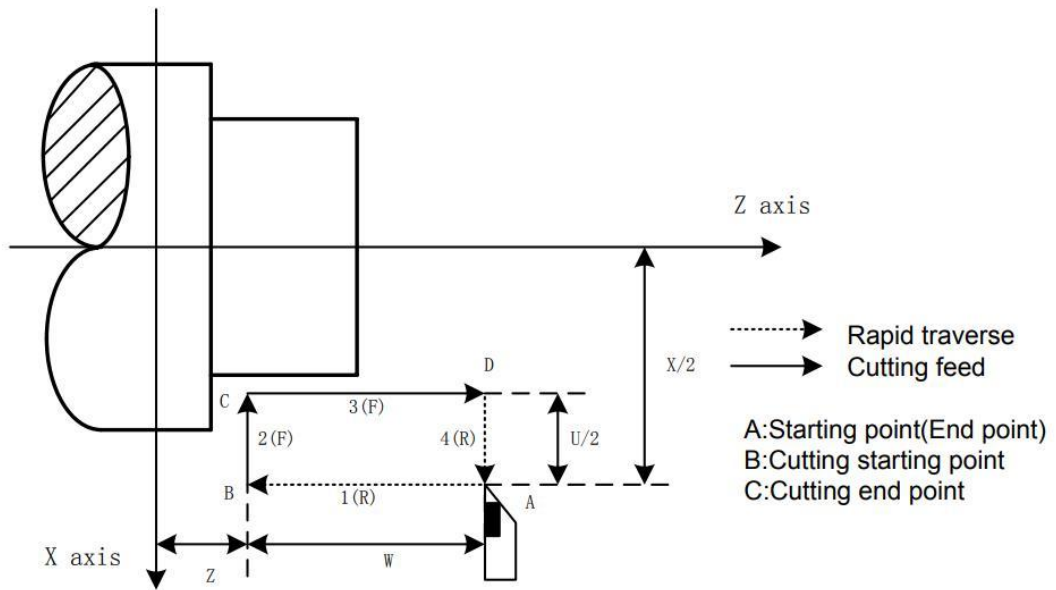 Z axis
X/2
Rapid traverse
Cutting feed
D
C
3(F)
2(F)
4(R)
U/2
A:Starting point(End point)
B:Cutting starting point
C:Cutting end point
B
1(R)
A
X axis
Z
W